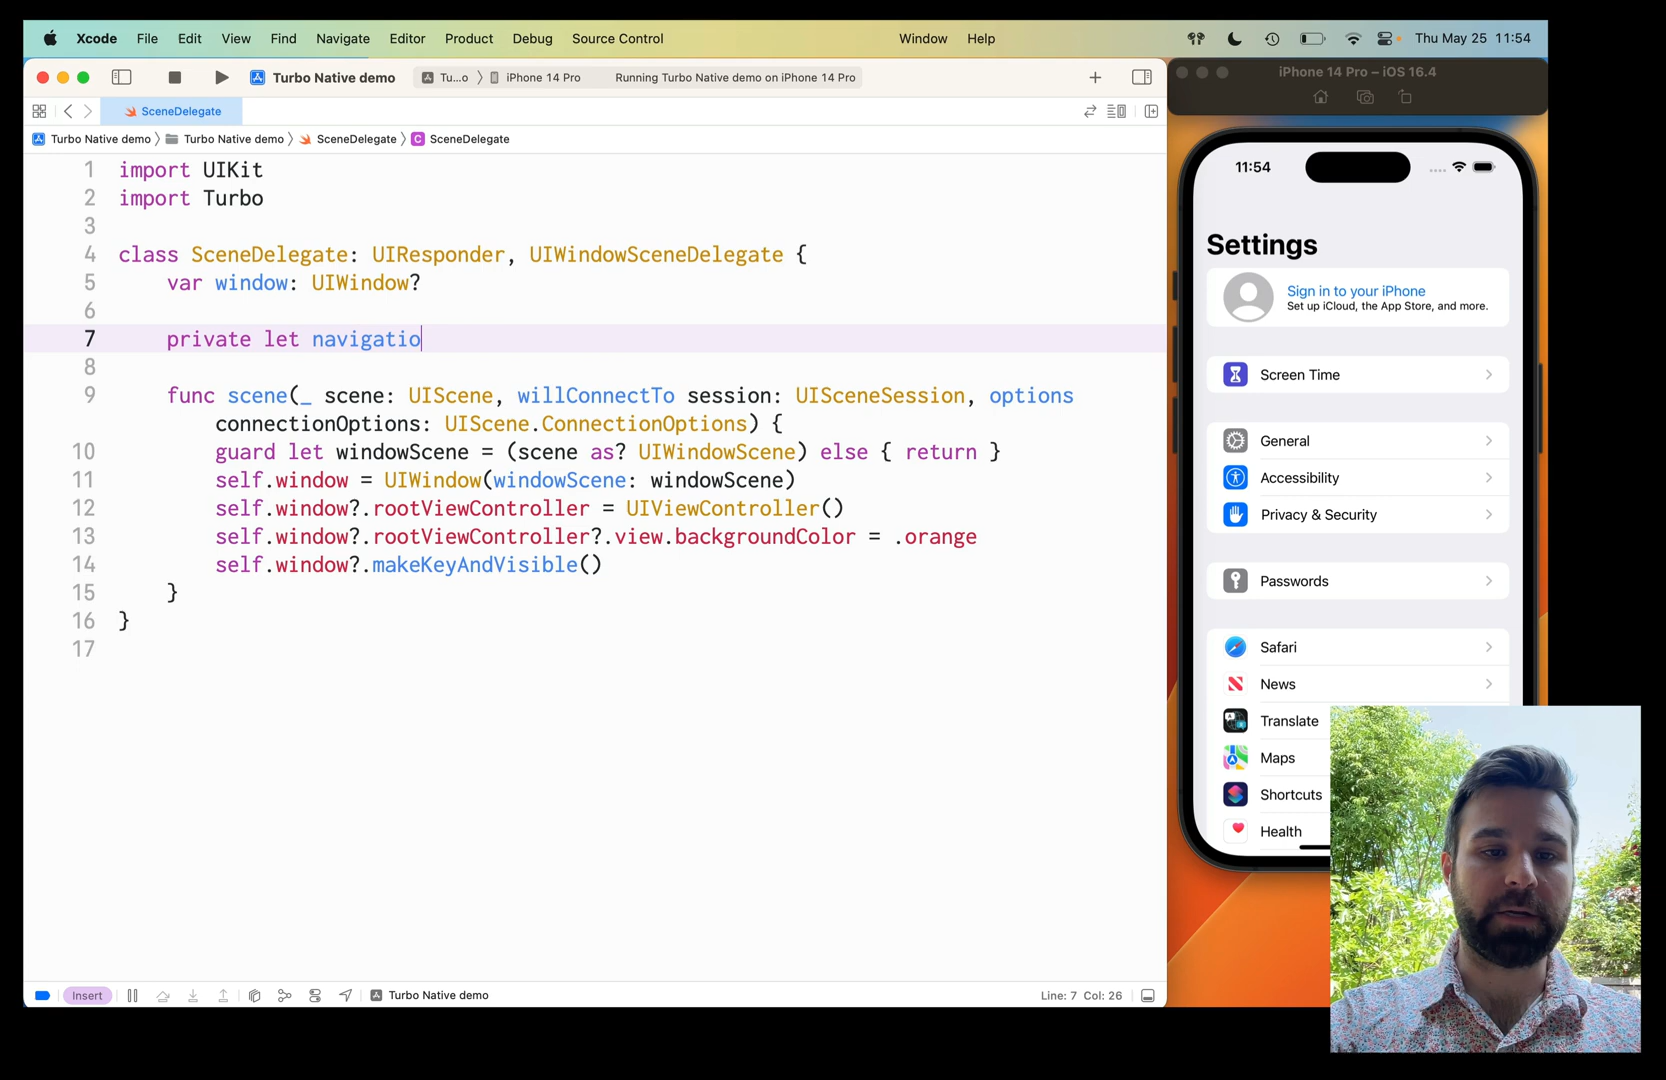 Xcode File Edit View Find Navigate Editor Product Debug Source Control Window Help Thu May 25 11:54
Turbo Native demo Tu...o iPhone 14 Pro Running Turbo Native demo on iPhone 14 Pro
SceneDelegate
Turbo Native demo Turbo Native demo SceneDelegate C SceneDelegate
1 import UIKit
2 import Turbo
3
4 class SceneDelegate: UIResponder, UIWindowSceneDelegate {
5 var window: UIWindow?
6
7 private let navigatio
8
9 func scene(_ scene: UIScene, willConnectTo session: UISceneSession, options
connectionOptions: UIScene.ConnectionOptions) {
10 guard let windowScene = (scene as? UIWindowScene) else { return }
11 self.window = UIWindow(windowScene: windowScene)
12 self.window?.rootViewController = UIViewController()
13 self.window?.rootViewController?.view.backgroundColor = .orange
14 self.window?.makeKeyAndVisible()
15 }
16 }
17
Insert Turbo Native demo Line: 7 Col: 26
iPhone 14 Pro – iOS 16.4
11:54
Settings
Sign in to your iPhone
Set up iCloud, the App Store, and more.
Screen Time
General
Accessibility
Privacy & Security
Passwords
Safari
News
Translate
Maps
Shortcuts
Health